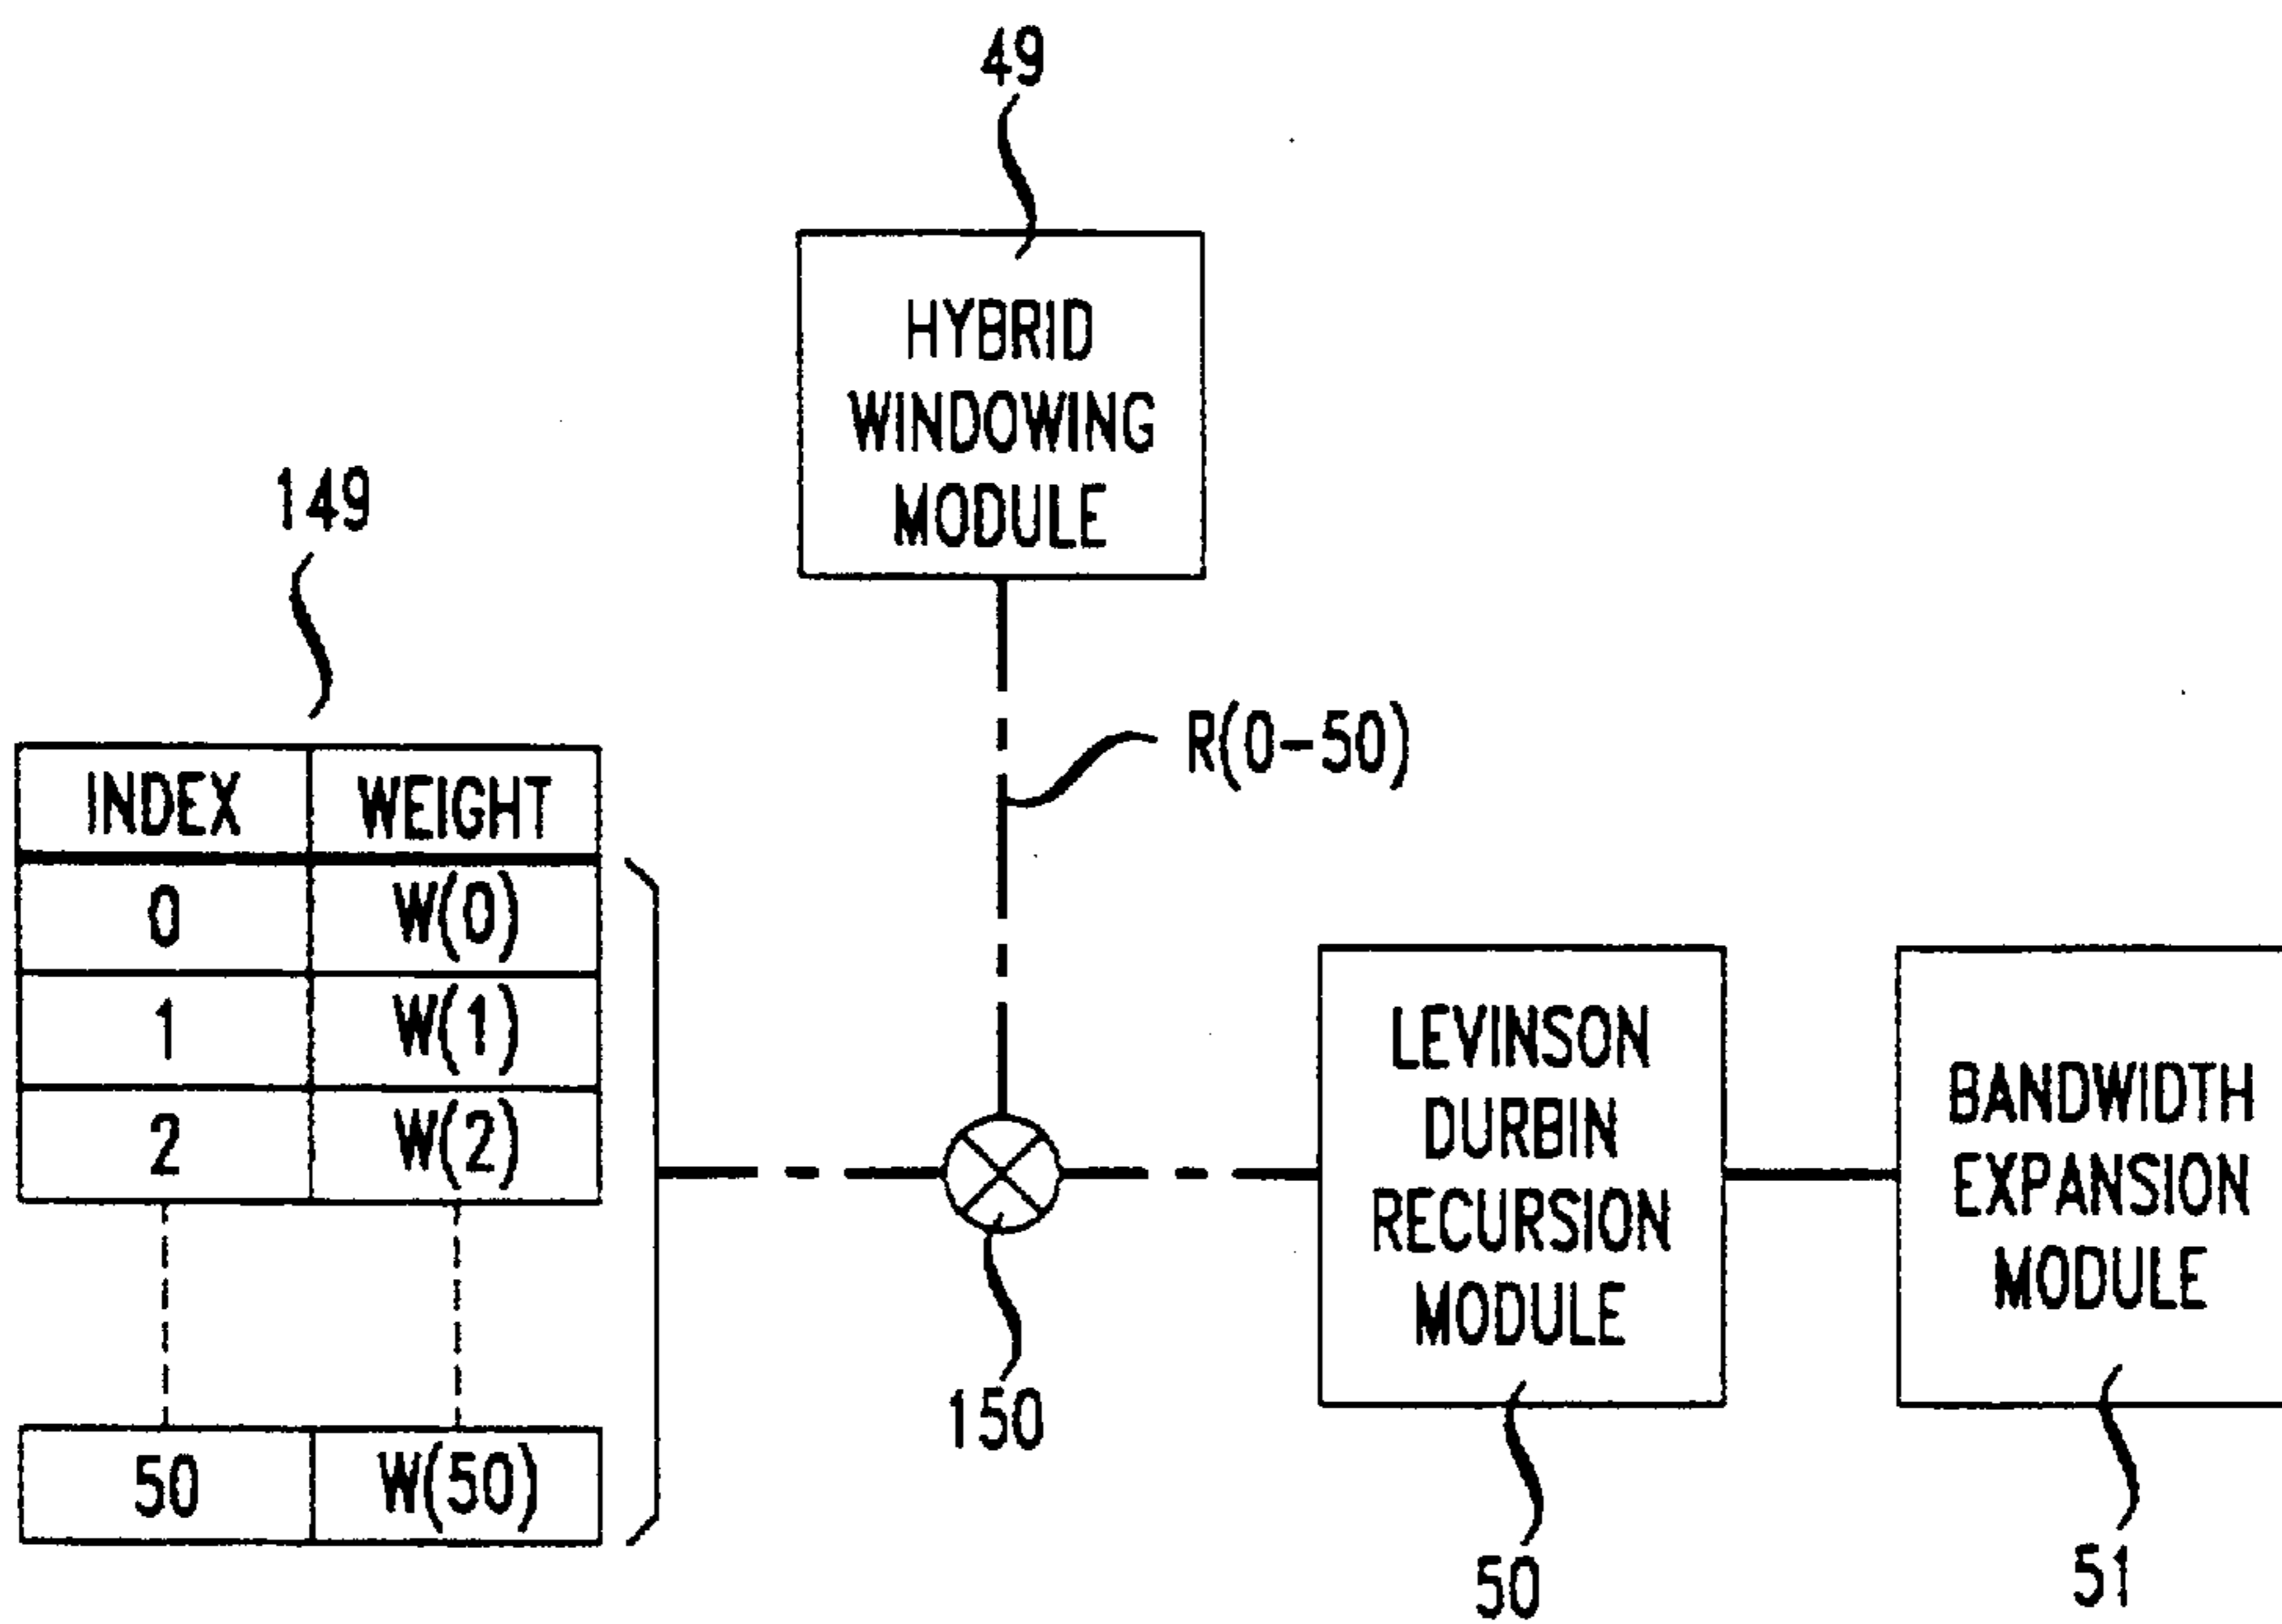 49
HYBRID
WINDOWING
MODULE
149
R(0-50)
INDEX WEIGHT
0 W(0)
1 W(1)
2 W(2)
50 W(50)
150
LEVINSON
DURBIN
RECURSION
MODULE
50
BANDWIDTH
EXPANSION
MODULE
51